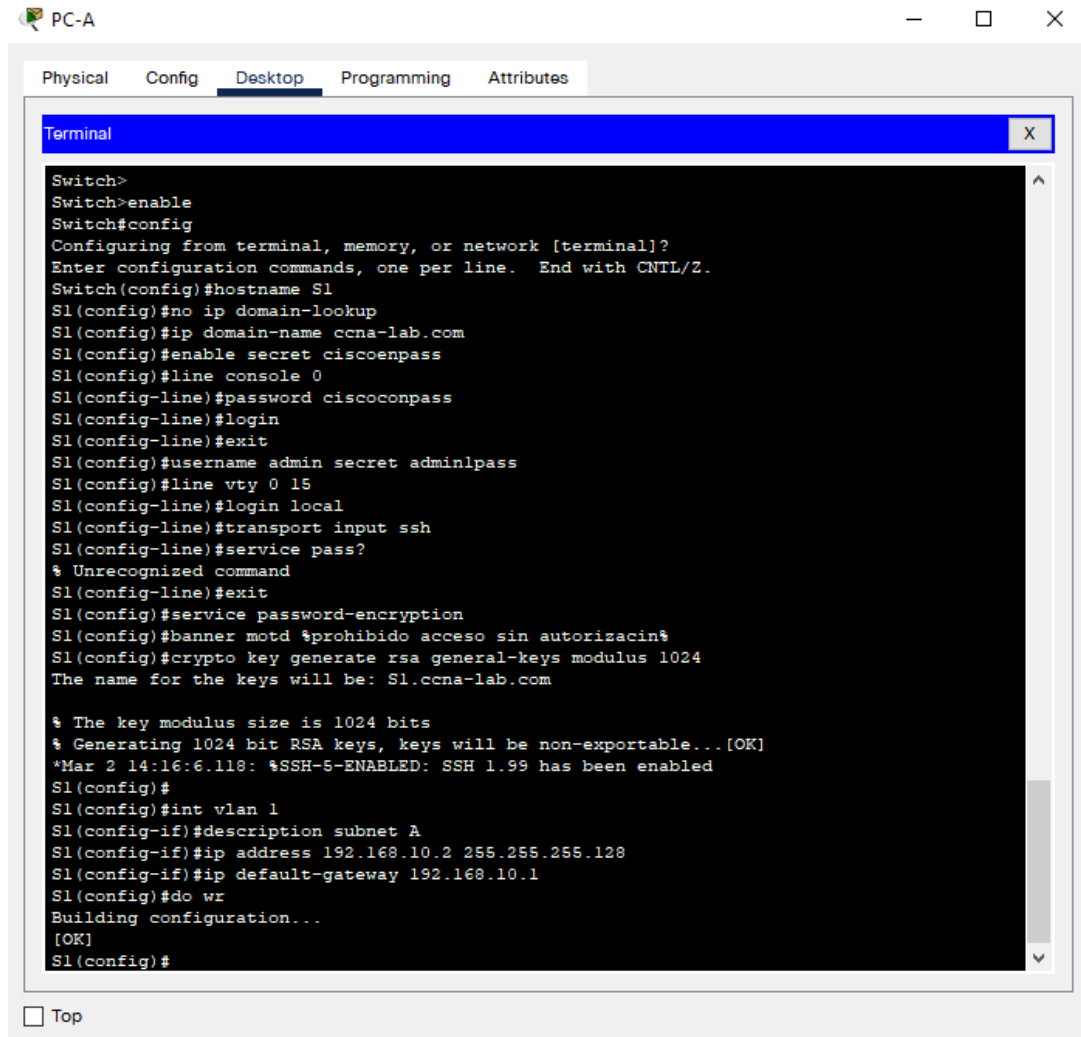 PC-A
Physical Config Desktop Programming Attributes
Terminal X
Switch>
Switch>enable
Switch#config
Configuring from terminal, memory, or network [terminal]?
Enter configuration commands, one per line.  End with CNTL/Z.
Switch(config)#hostname S1
S1(config)#no ip domain-lookup
S1(config)#ip domain-name ccna-lab.com
S1(config)#enable secret ciscoenpass
S1(config)#line console 0
S1(config-line)#password ciscoconpass
S1(config-line)#login
S1(config-line)#exit
S1(config)#username admin secret admin1pass
S1(config)#line vty 0 15
S1(config-line)#login local
S1(config-line)#transport input ssh
S1(config-line)#service pass?
% Unrecognized command
S1(config-line)#exit
S1(config)#service password-encryption
S1(config)#banner motd %prohibido acceso sin autorizacin%
S1(config)#crypto key generate rsa general-keys modulus 1024
The name for the keys will be: S1.ccna-lab.com
% The key modulus size is 1024 bits
% Generating 1024 bit RSA keys, keys will be non-exportable...[OK]
*Mar 2 14:16:6.118: %SSH-5-ENABLED: SSH 1.99 has been enabled
S1(config)#
S1(config)#int vlan 1
S1(config-if)#description subnet A
S1(config-if)#ip address 192.168.10.2 255.255.255.128
S1(config-if)#ip default-gateway 192.168.10.1
S1(config)#do wr
Building configuration...
[OK]
S1(config)#
Top